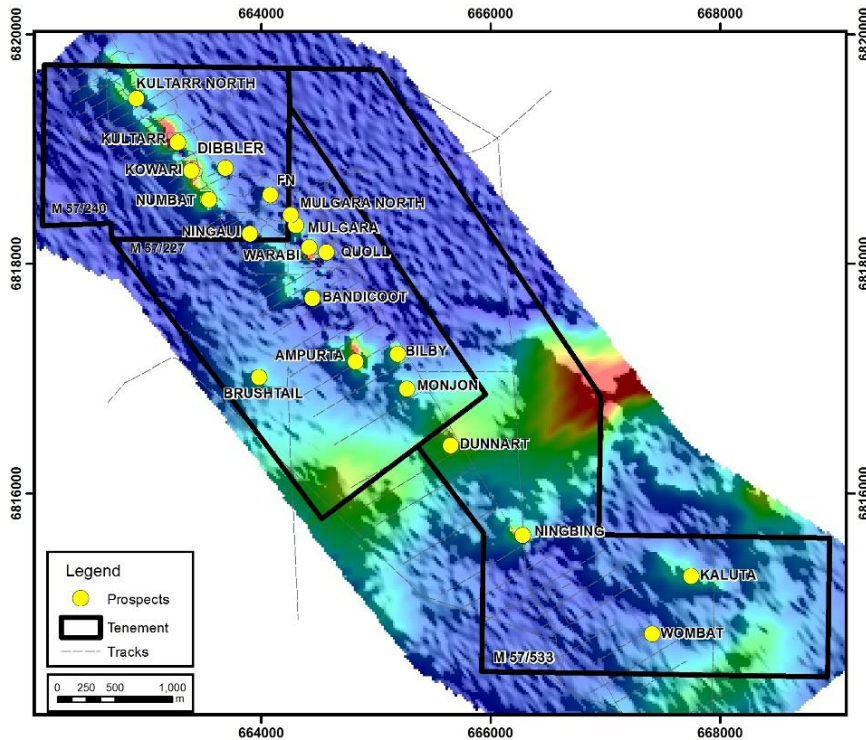 664000 666000 668000
6820000 6820000
KULTARR NORTH
KULTARR
DIBBLER
KOWARI
FN
NUMBAT
MULGARA NORTH
M 57/240
MULGARA
NINGAUI
M 57/227
WARABI
QUOLL
6818000 6818000
BANDICOOT
AMPURTA
BILBY
MONJON
BRUSHTAIL
DUNNART
6816000 6816000
NINGBING
KALUTA
WOMBAT
M 57/533
Legend
Prospects
Tenement
Tracks
0 250 500 1,000
m
664000 666000 668000